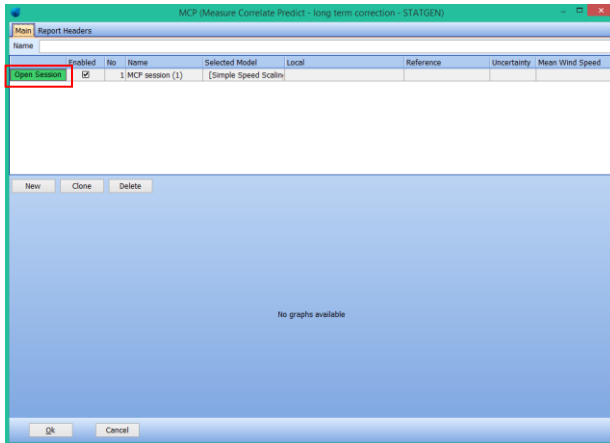 MCP (Measure Correlate Predict - long term correction - STATGEN)
Main Report Headers
Name
Enabled No Name Selected Model Local Reference Uncertainty Mean Wind Speed
Open Session 1 MCP session (1) [Simple Speed Scaling
New Clone Delete
No graphs available
Ok Cancel